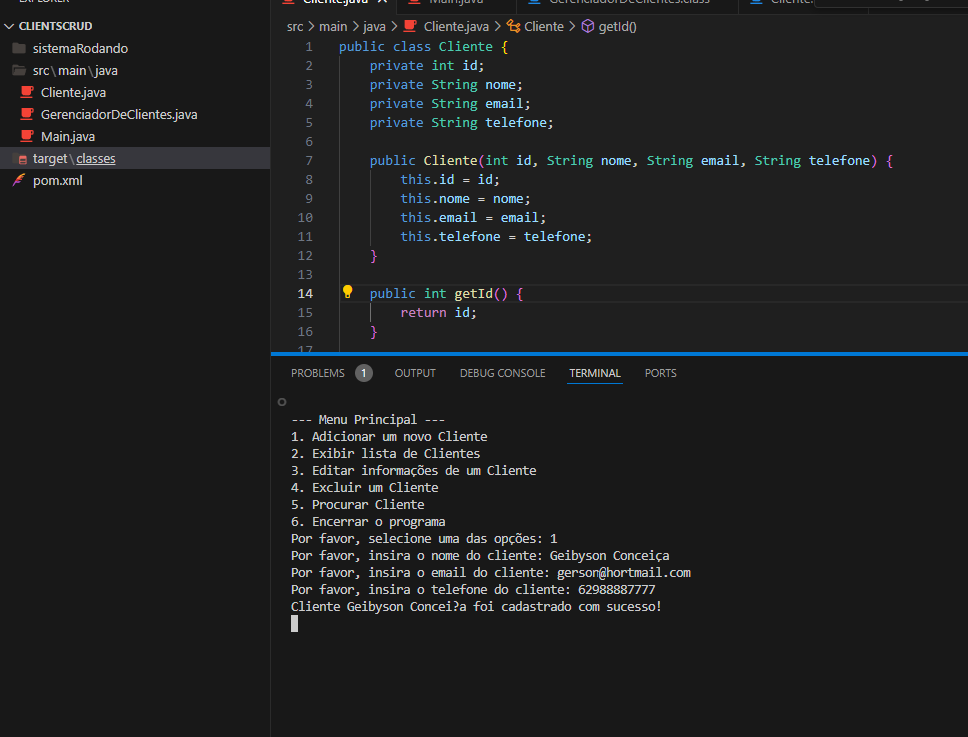 EXPLORER
CLIENTSCRUD
sistemaRodando
src\main\java
Cliente.java
GerenciadorDeClientes.java
Main.java
target\classes
pom.xml
Cliente.java Main.java GerenciadorDeClientes.class Cliente.
src > main > java > Cliente.java > Cliente > getId()
1 public class Cliente {
2 private int id;
3 private String nome;
4 private String email;
5 private String telefone;
6
7 public Cliente(int id, String nome, String email, String telefone) {
8 this.id = id;
9 this.nome = nome;
10 this.email = email;
11 this.telefone = telefone;
12 }
13
14 public int getId() {
15 return id;
16 }
17
PROBLEMS 1 OUTPUT DEBUG CONSOLE TERMINAL PORTS
--- Menu Principal ---
1. Adicionar um novo Cliente
2. Exibir lista de Clientes
3. Editar informações de um Cliente
4. Excluir um Cliente
5. Procurar Cliente
6. Encerrar o programa
Por favor, selecione uma das opções: 1
Por favor, insira o nome do cliente: Geibyson Conceiça
Por favor, insira o email do cliente: gerson@hortmail.com
Por favor, insira o telefone do cliente: 62988887777
Cliente Geibyson Concei?a foi cadastrado com sucesso!